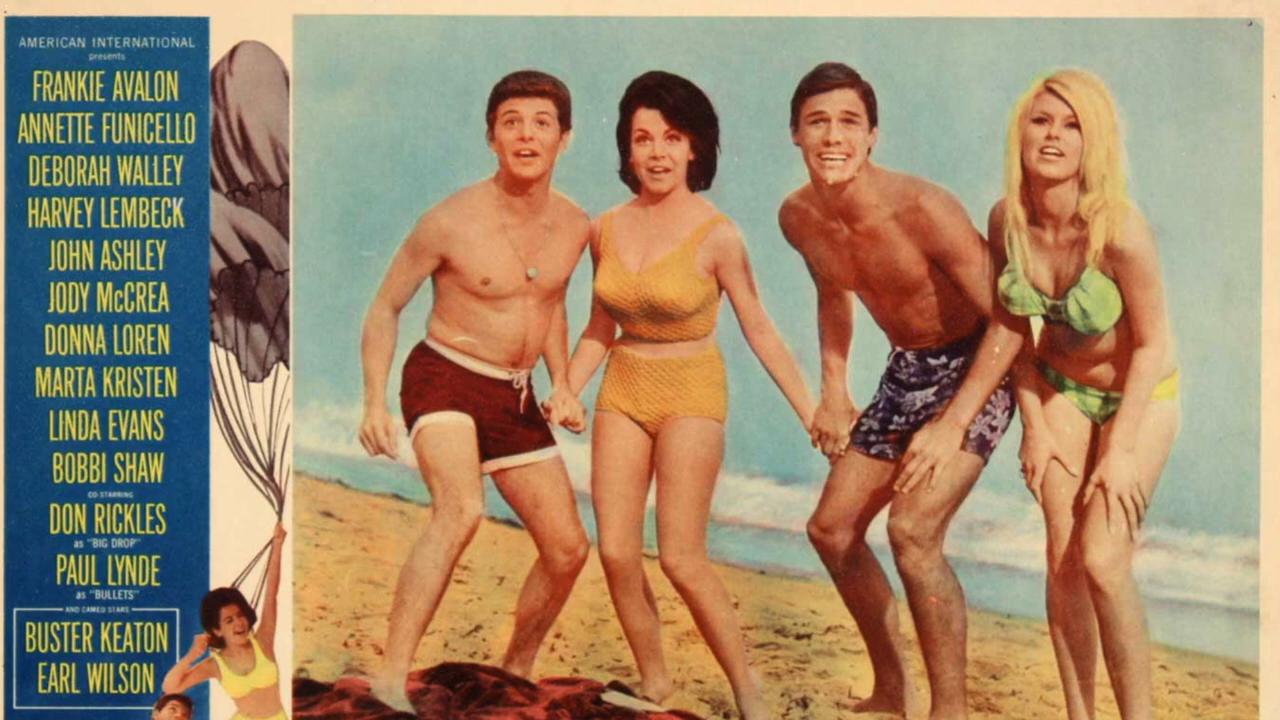 AMERICAN INTERNATIONAL
presents
FRANKIE AVALON
ANNETTE FUNICELLO
DEBORAH WALLEY
HARVEY LEMBECK
JOHN ASHLEY
JODY McCREA
DONNA LOREN
MARTA KRISTEN
LINDA EVANS
BOBBI SHAW
CO-STARRING
DON RICKLES
as "BIG DROP"
PAUL LYNDE
as "BULLETS"
AND CAMEO STARS
BUSTER KEATON
EARL WILSON